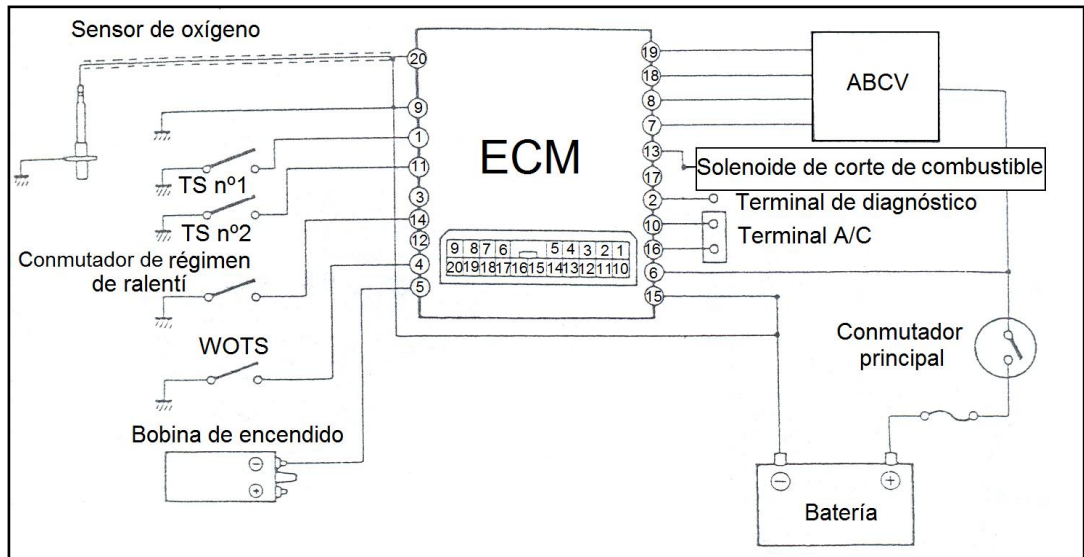 Sensor de oxígeno
20
9
1
TS nº1
11
3
TS nº2
14
12
Conmutador de régimen
de ralentí
4
5
WOTS
Bobina de encendido
−
+
ECM
9 8 7 6 5 4 3 2 1
20 19 18 17 16 15 14 13 12 11 10
19
18
8
7
ABCV
13
Solenoide de corte de combustible
17
2
Terminal de diagnóstico
10
Terminal A/C
16
6
15
Conmutador
principal
− +
Batería